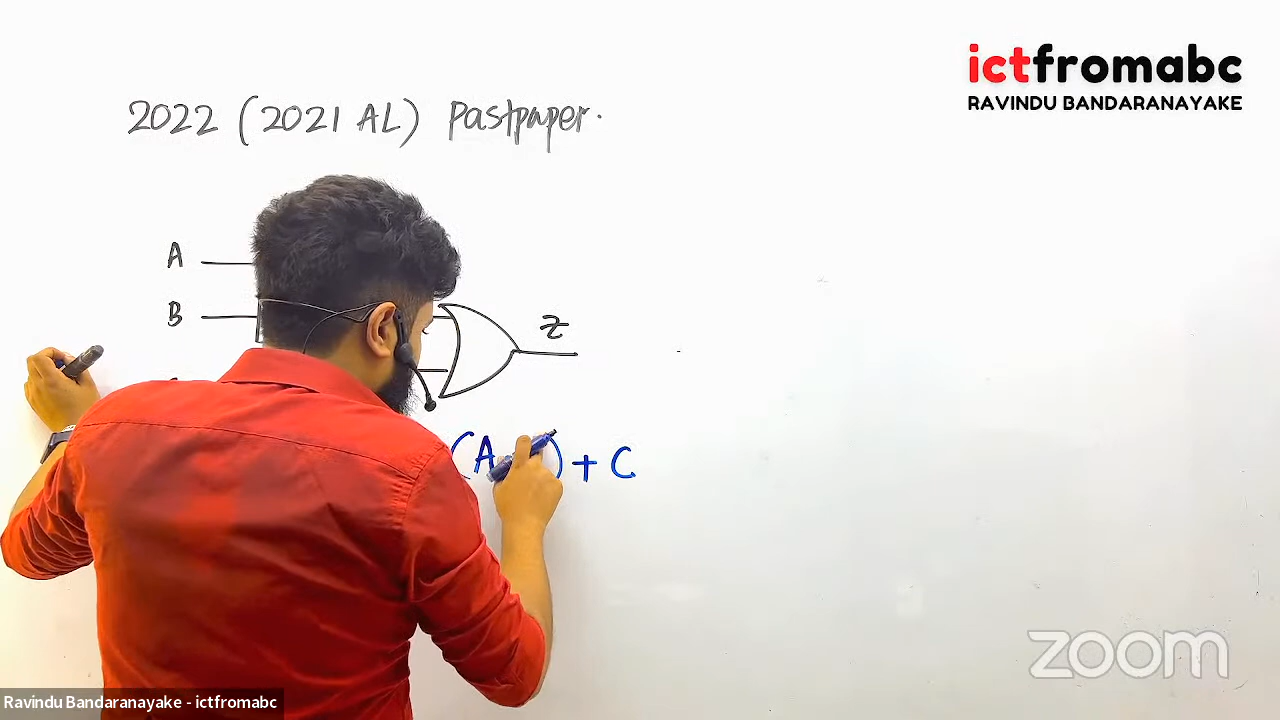 ictfromabc
RAVINDU BANDARANAYAKE
2022 (2021 AL) Pastpaper.
A
B
Z
(A ) + C
zoom
Ravindu Bandaranayake - ictfromabc